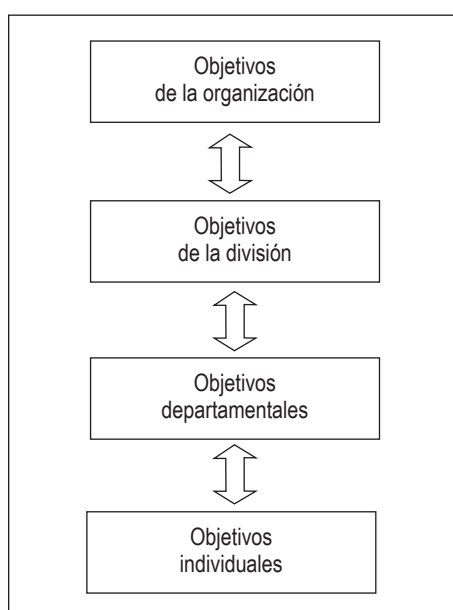 Objetivos
de la organización
Objetivos
de la división
Objetivos
departamentales
Objetivos
individuales